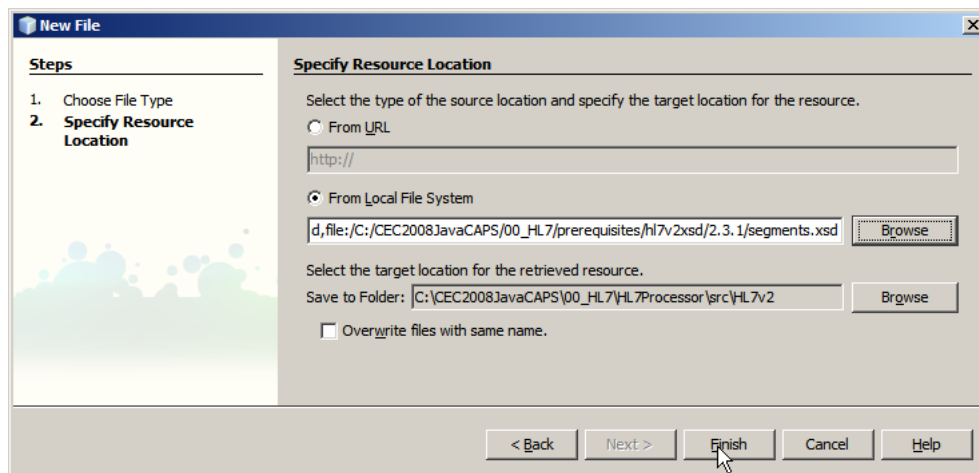 New File
Steps
1. Choose File Type
2. Specify Resource
Location
Specify Resource Location
Select the type of the source location and specify the target location for the resource.
From URL
http://
From Local File System
d,file:/C:/CEC2008JavaCAPS/00_HL7/prerequisites/hl7v2xsd/2.3.1/segments.xsd Browse
Select the target location for the retrieved resource.
Save to Folder: C:\CEC2008JavaCAPS\00_HL7\HL7Processor\src\HL7v2 Browse
Overwrite files with same name.
< Back Next > Finish Cancel Help